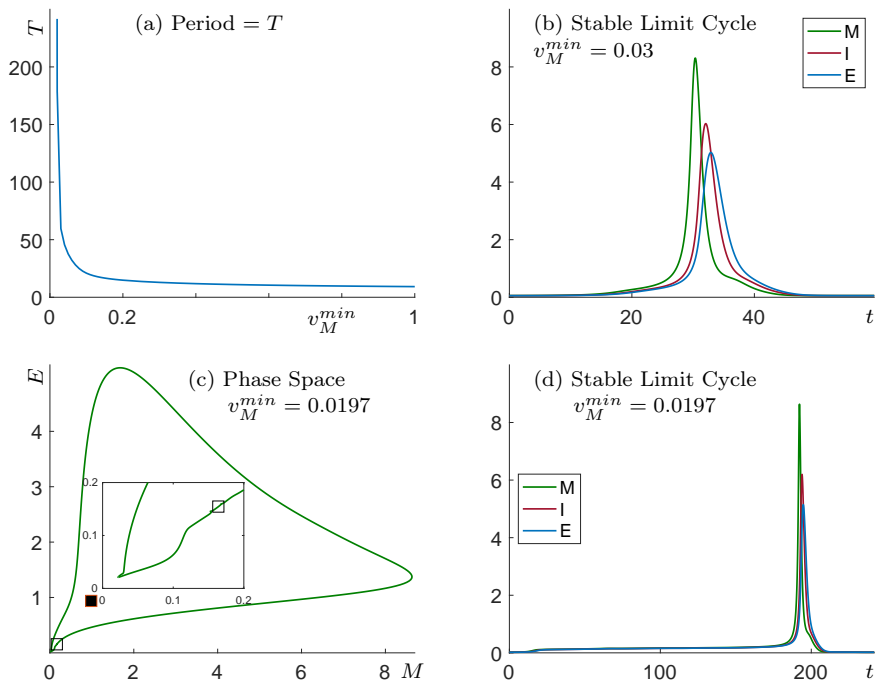 (a) Period = T
T
200
150
100
50
0
0
0.2
v_M^{min}
1
(b) Stable Limit Cycle
v_M^{min} = 0.03
M
I
E
8
6
4
2
0
0
20
40
t
(c) Phase Space
v_M^{min} = 0.0197
E
4
3
2
1
0.2
0.1
0
0
0.1
0.2
0
2
4
6
8
M
(d) Stable Limit Cycle
v_M^{min} = 0.0197
M
I
E
8
6
4
2
0
0
100
200
t